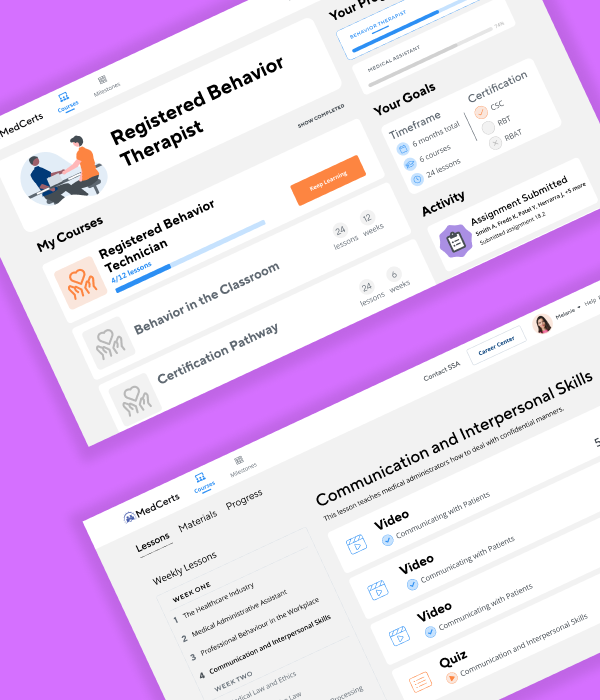 MedCerts
Courses
Milestones
Registered Behavior
Therapist
SHOW COMPLETED
My Courses
Registered Behavior
Technician
4/12 lessons
Keep Learning
Behavior in the Classroom
24
lessons
12
weeks
Certification Pathway
24
lessons
6
weeks
BEHAVIOR THERAPIST
MEDICAL ASSISTANT
74%
Your Goals
Timeframe
6 months total
6 courses
24 lessons
Certification
CSC
RBT
RBAT
Activity
Assignment Submitted
Smith A, Freds K, Patel Y, Herrarra J, +5 more
Submitted assignment 1.8.2
MedCerts
Courses
Milestones
Contact SSA
Career Center
Melanie
Help
Lessons
Materials
Progress
Weekly Lessons
WEEK ONE
1 The Healthcare Industry
2 Medical Administrative Assistant
3 Professional Behaviour in the Workplace
4 Communication and Interpersonal Skills
WEEK TWO
Medical Law and Ethics
Law
Processing
Communication and Interpersonal Skills
This lesson teaches medical administrators how to deal with confidential manners.
5
Video
Communicating with Patients
Video
Communicating with Patients
Video
Communicating with Patients
Quiz
Communication and Interpersonal Skills